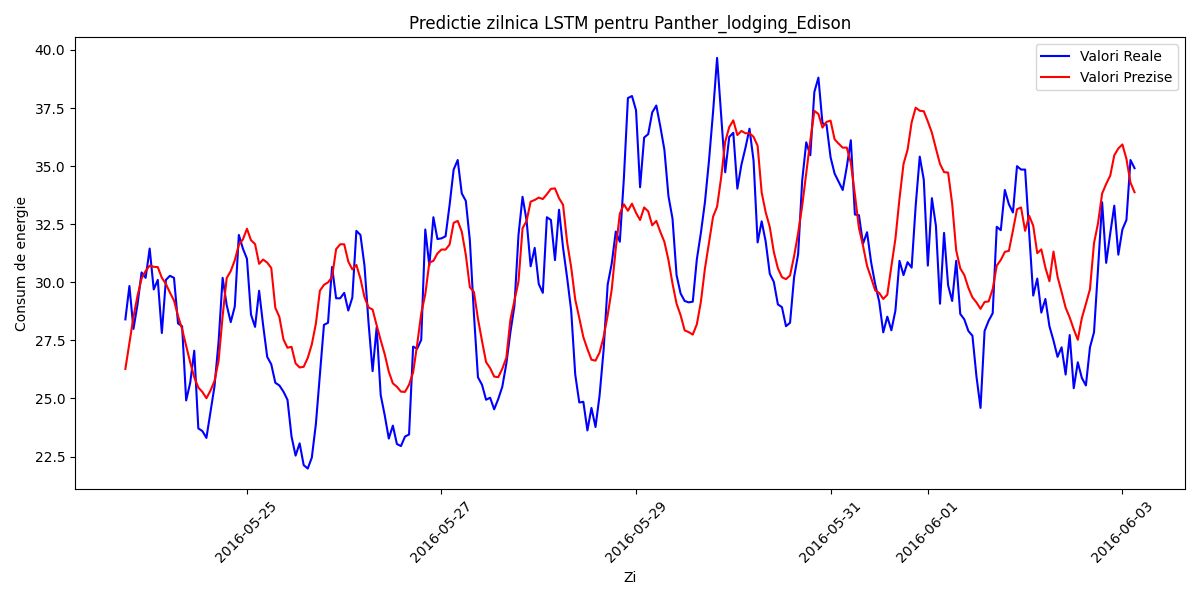 Predictie zilnica LSTM pentru Panther_lodging_Edison
Valori Reale
Valori Prezise
Consum de energie
40.0
37.5
35.0
32.5
30.0
27.5
25.0
22.5
2016-05-25
2016-05-27
2016-05-29
2016-05-31
2016-06-01
2016-06-03
Zi